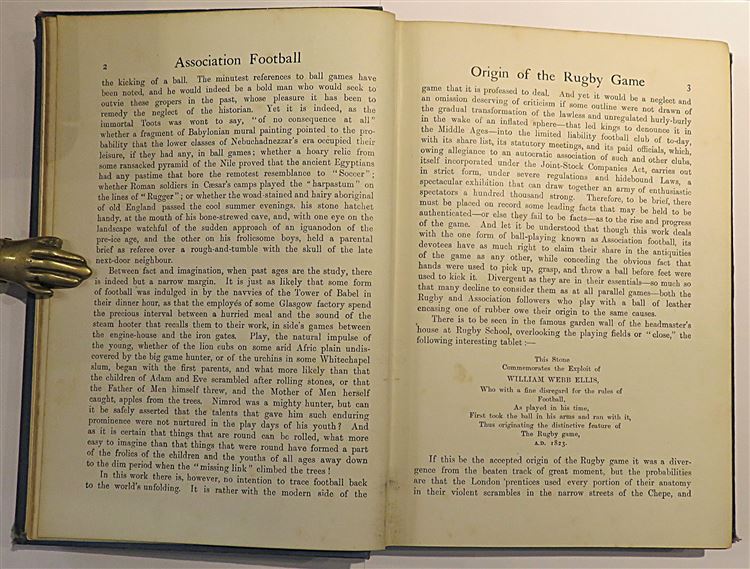 2
Association Football
the kicking of a ball. The minutest references to ball games have
been noted, and he would indeed be a bold man who would seek to
outvie these gropers in the past, whose pleasure it has been to
remedy the neglect of the historian. Yet it is indeed, as the
immortal Toots was wont to say, "of no consequence at all"
whether a fragment of Babylonian mural painting pointed to the pro-
bability that the lower classes of Nebuchadnezzar's era occupied their
leisure, if they had any, in ball games; whether a hoary relic from
some ransacked pyramid of the Nile proved that the ancient Egyptians
had any pastime that bore the remotest resemblance to "Soccer";
whether Roman soldiers in Cæsar's camps played the "harpastum" on
the lines of "Rugger"; or whether the woad-stained and hairy aboriginal
of old England passed the cool summer evenings, his stone hatchet
handy, at the mouth of his bone-strewed cave, and, with one eye on the
landscape watchful of the sudden approach of an iguanodon of the
pre-ice age, and the other on his frolicsome boys, held a parental
brief as referee over a rough-and-tumble with the skull of the late
next-door neighbour.
Between fact and imagination, when past ages are the study, there
is indeed but a narrow margin. It is just as likely that some form
of football was indulged in by the navvies of the Tower of Babel in
their dinner hour, as that the employés of some Glasgow factory spend
the precious interval between a hurried meal and the sound of the
steam hooter that recalls them to their work, in side's games between
the engine-house and the iron gates. Play, the natural impulse of
the young, whether of the lion cubs on some arid Afric plain undis-
covered by the big game hunter, or of the urchins in some Whitechapel
slum, began with the first parents, and what more likely than that
the children of Adam and Eve scrambled after rolling stones, or that
the Father of Men himself threw, and the Mother of Men herself
caught, apples from the trees. Nimrod was a mighty hunter, but can
it be safely asserted that the talents that gave him such enduring
prominence were not nurtured in the play days of his youth? And
as it is certain that things that are round can be rolled, what more
easy to imagine than that things that were round have formed a part
of the frolics of the children and the youths of all ages away down
to the dim period when the "missing link" climbed the trees!
In this work there is, however, no intention to trace football back
to the world's unfolding. It is rather with the modern side of the
Origin of the Rugby Game
3
game that it is professed to deal. And yet it would be a neglect and
an omission deserving of criticism if some outline were not drawn of
the gradual transformation of the lawless and unregulated hurly-burly
in the wake of an inflated sphere—that led kings to denounce it in
the Middle Ages—into the limited liability football club of to-day,
with its share list, its statutory meetings, and its paid officials, which,
owing allegiance to an autocratic association of such and other clubs,
itself incorporated under the Joint-Stock Companies Act, carries out
in strict form, under severe regulations and hidebound Laws, a
spectacular exhibition that can draw together an army of enthusiastic
spectators a hundred thousand strong. Therefore, to be brief, there
must be placed on record some leading facts that may be held to be
authenticated—or else they fail to be facts—as to the rise and progress
of the game. And let it be understood that though this work deals
with the one form of ball-playing known as Association football, its
devotees have as much right to claim their share in the antiquities
of the game as any other, while conceding the obvious fact that
hands were used to pick up, grasp, and throw a ball before feet were
used to kick it. Divergent as they are in their essentials—so much so
that many decline to consider them as at all parallel games—both the
Rugby and Association followers who play with a ball of leather
encasing one of rubber owe their origin to the same causes.
There is to be seen in the famous garden wall of the headmaster's
house at Rugby School, overlooking the playing fields or "close," the
following interesting tablet:—
This Stone
Commemorates the Exploit of
WILLIAM WEBB ELLIS,
Who with a fine disregard for the rules of
Football,
As played in his time,
First took the ball in his arms and ran with it,
Thus originating the distinctive feature of
The Rugby game,
A.D. 1823.
If this be the accepted origin of the Rugby game it was a diver-
gence from the beaten track of great moment, but the probabilities
are that the London 'prentices used every portion of their anatomy
in their violent scrambles in the narrow streets of the Chepe, and